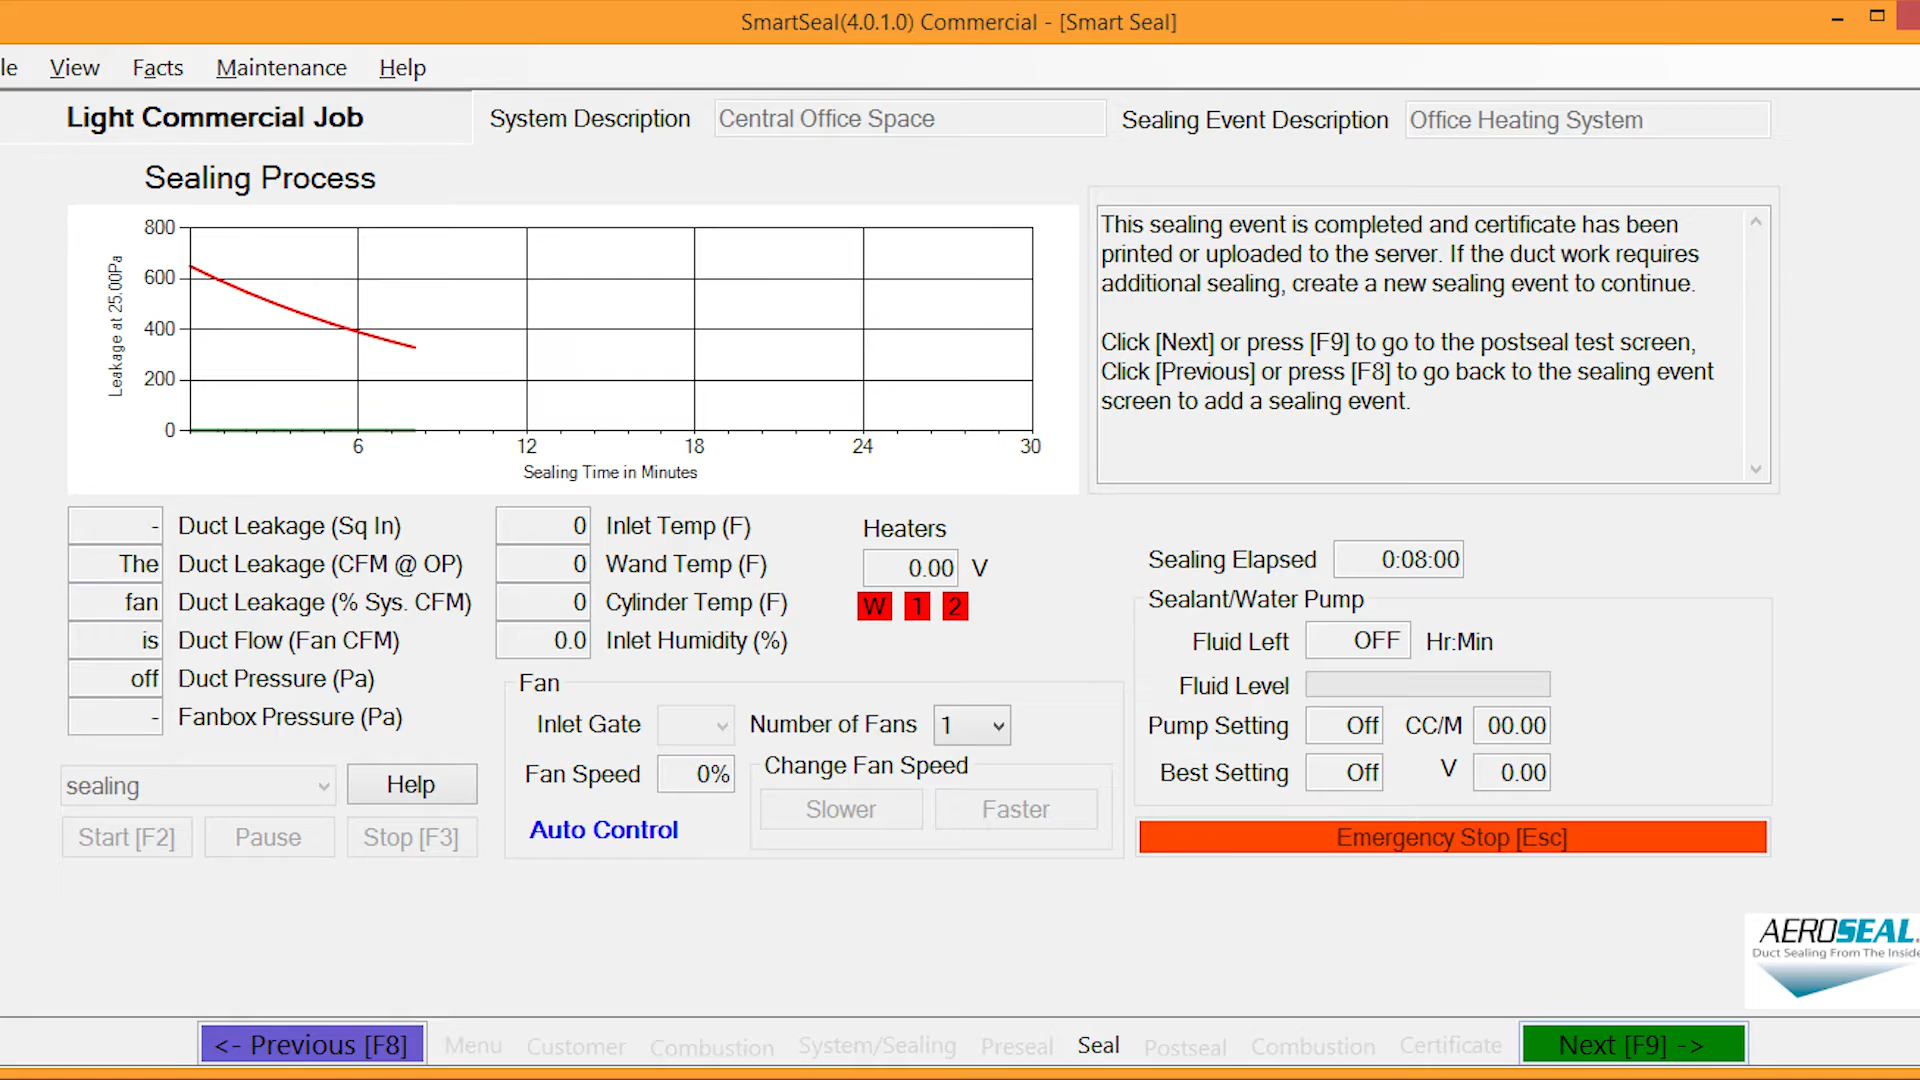 SmartSeal(4.0.1.0) Commercial - [Smart Seal]
le View Facts Maintenance Help
Light Commercial Job System Description Central Office Space Sealing Event Description Office Heating System
Sealing Process
800
600
400
200
0
Leakage at 25.00Pa
6 12 18 24 30
Sealing Time in Minutes
This sealing event is completed and certificate has been
printed or uploaded to the server. If the duct work requires
additional sealing, create a new sealing event to continue.
Click [Next] or press [F9] to go to the postseal test screen,
Click [Previous] or press [F8] to go back to the sealing event
screen to add a sealing event.
- Duct Leakage (Sq In)
The Duct Leakage (CFM @ OP)
fan Duct Leakage (% Sys. CFM)
is Duct Flow (Fan CFM)
off Duct Pressure (Pa)
- Fanbox Pressure (Pa)
0 Inlet Temp (F)
0 Wand Temp (F)
0 Cylinder Temp (F)
0.0 Inlet Humidity (%)
Heaters
0.00 V
W 1 2
Sealing Elapsed 0:08:00
Sealant/Water Pump
Fluid Left OFF Hr:Min
Fluid Level
Pump Setting Off CC/M 00.00
Best Setting Off V 0.00
Fan
Inlet Gate Number of Fans 1
Fan Speed 0% Change Fan Speed
Auto Control Slower Faster
sealing Help
Start [F2] Pause Stop [F3]
Emergency Stop [Esc]
AEROSEAL
Duct Sealing From The Inside
<- Previous [F8] Menu Customer Combustion System/Sealing Preseal Seal Postseal Combustion Certificate Next [F9] ->